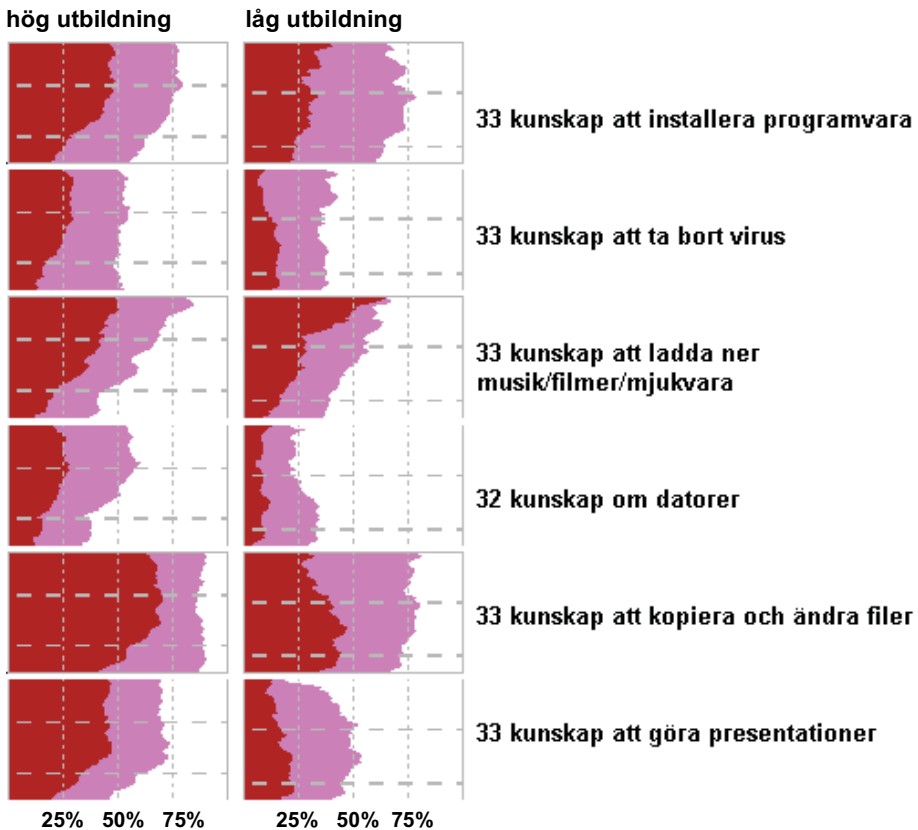 hög utbildning låg utbildning
33 kunskap att installera programvara
33 kunskap att ta bort virus
33 kunskap att ladda ner
musik/filmer/mjukvara
32 kunskap om datorer
33 kunskap att kopiera och ändra filer
33 kunskap att göra presentationer
25% 50% 75% 25% 50% 75%